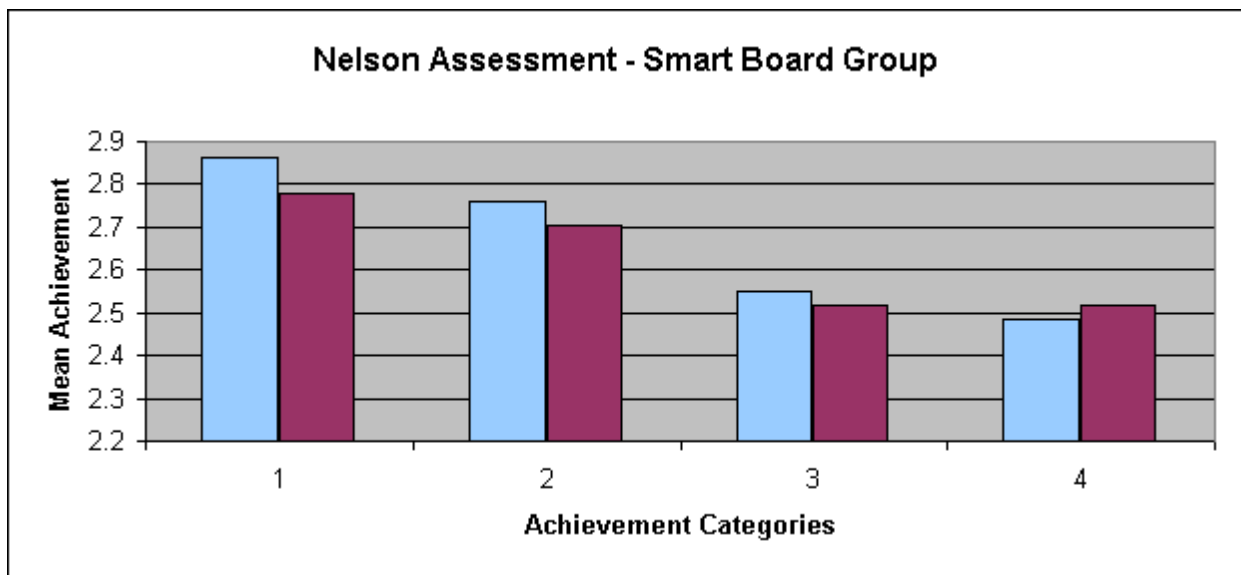 Nelson Assessment - Smart Board Group
Mean Achievement
2.9
2.8
2.7
2.6
2.5
2.4
2.3
2.2
1 2 3 4
Achievement Categories